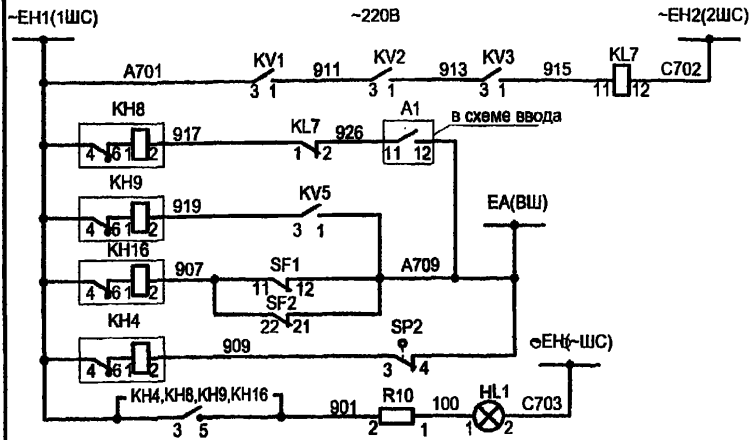 ~EH1(1ШС) ~220В ~EH2(2ШС)
A701 KV1 911 KV2 913 KV3 915 KL7 C702
3 1 3 1 3 1 11 12
KH8 917 KL7 926 A1 в схеме ввода
4 6 1 2 1 2 11 12
KH9 919 KV5 EA(ВШ)
4 6 1 2 3 1
KH16 907 SF1 A709
4 6 1 2 11 12
SF2
22 21
KH4 909 SP2 EH(~ШС)
4 6 1 2 3 4
KH4,KH8,KH9,KH16 901 R10 100 HL1 C703
3 5 2 1 1 2